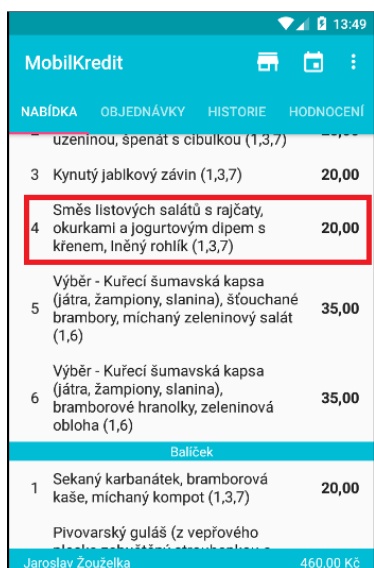 13:49
MobilKredit
NABÍDKA OBJEDNÁVKY HISTORIE HODNOCENÍ
uzeninou, špenát s cibulkou (1,3,7)
3 Kynutý jablkový závin (1,3,7) 20,00
Směs listových salátů s rajčaty,
4 okurkami a jogurtovým dipem s 20,00
křenem, lněný rohlík (1,3,7)
Výběr - Kuřecí šumavská kapsa
(játra, žampiony, slanina), šťouchané
5 brambory, míchaný zeleninový salát 35,00
(1,6)
Výběr - Kuřecí šumavská kapsa
(játra, žampiony, slanina),
6 bramborové hranolky, zeleninová 35,00
obloha (1,6)
Balíček
Sekaný karbanátek, bramborová
1 kaše, míchaný kompot (1,3,7) 20,00
Pivovarský guláš (z vepřového
Jaroslav Žouželka 460,00 Kč